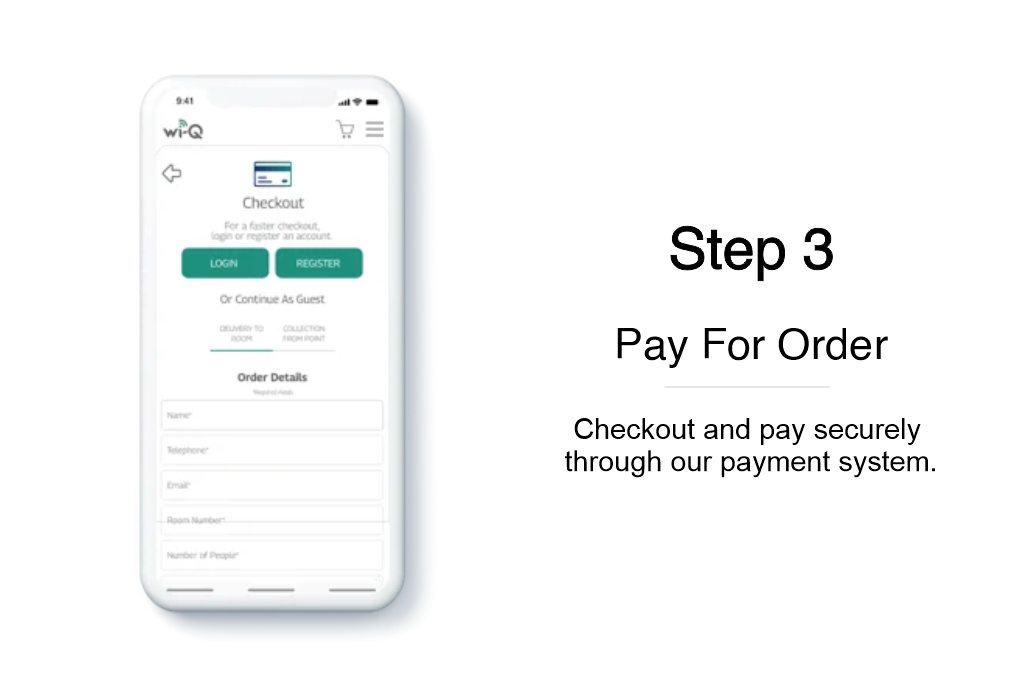 9:41
wi-Q
Checkout
For a faster checkout,
login or register an account.
LOGIN
REGISTER
Or Continue As Guest
DELIVERY TO
ROOM
COLLECTION
FROM POINT
Order Details
*Required Fields
Name*
Telephone*
Email*
Room Number*
Number of People*
Step 3
Pay For Order
Checkout and pay securely
through our payment system.